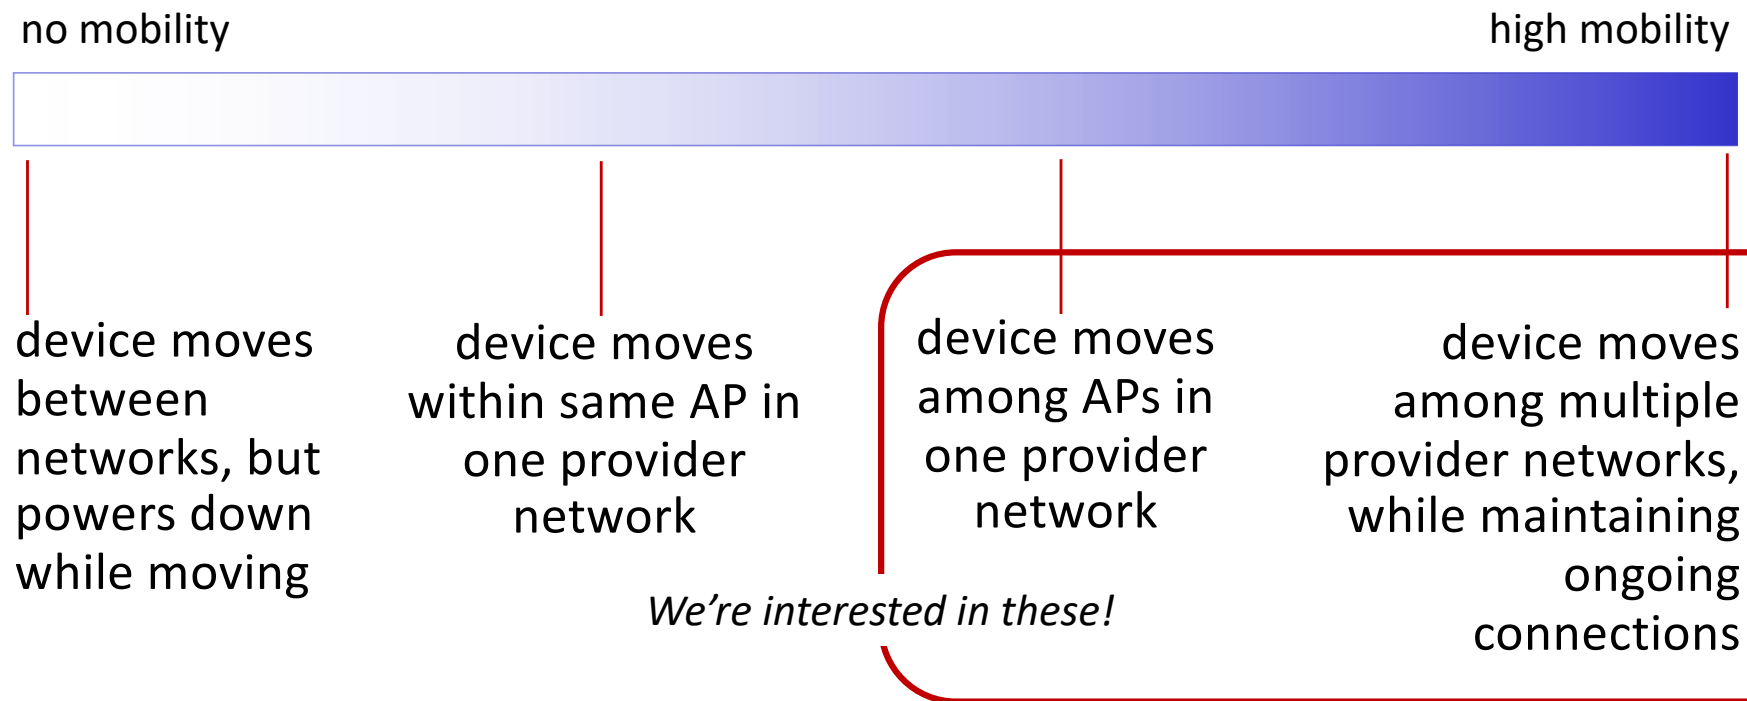 no mobility
high mobility
device moves
between
networks, but
powers down
while moving
device moves
within same AP in
one provider
network
device moves
among APs in
one provider
network
device moves
among multiple
provider networks,
while maintaining
ongoing
connections
We’re interested in these!